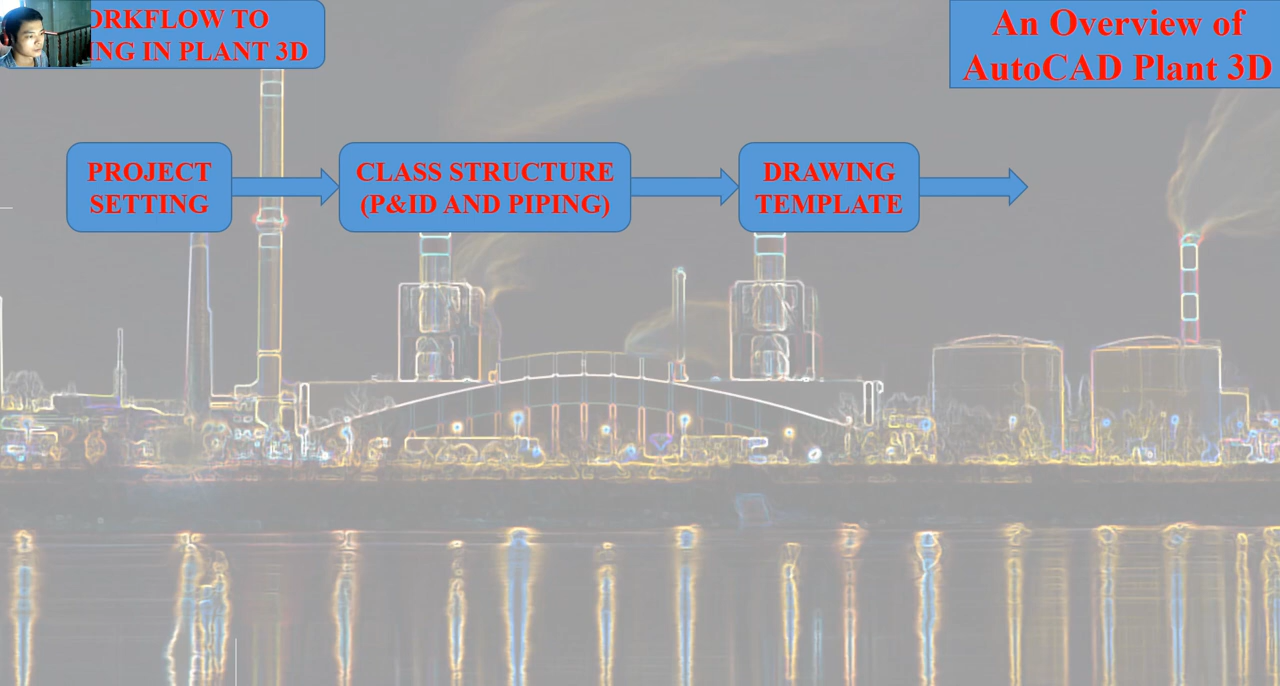 ORKFLOW TO
NG IN PLANT 3D
An Overview of
AutoCAD Plant 3D
PROJECT
SETTING
CLASS STRUCTURE
(P&ID AND PIPING)
DRAWING
TEMPLATE